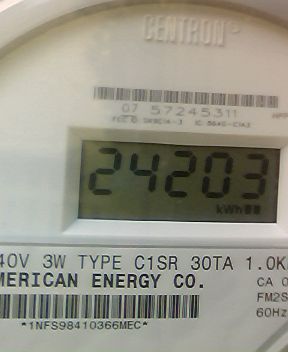 CENTRON®
07 57245311
24203
kWh
40V 3W TYPE C1SR 30TA 1.0K
MERICAN ENERGY CO.
CA 0
FM2S
60Hz
*1NFS98410366MEC*